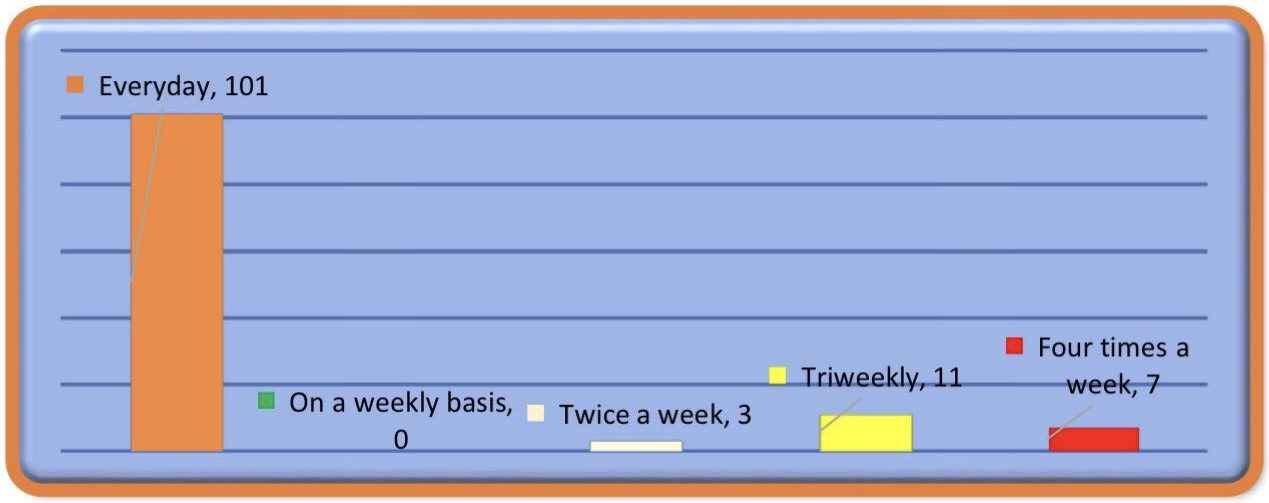 Everyday, 101
On a weekly basis,
0
Twice a week, 3
Triweekly, 11
Four times a
week, 7